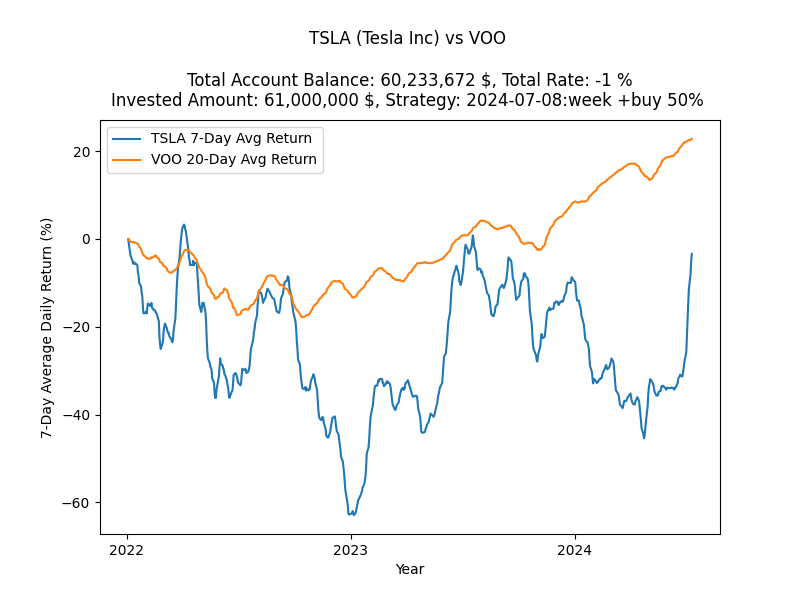 TSLA (Tesla Inc) vs VOO
Total Account Balance: 60,233,672 $, Total Rate: -1 %
Invested Amount: 61,000,000 $, Strategy: 2024-07-08:week +buy 50%
TSLA 7-Day Avg Return
VOO 20-Day Avg Return
7-Day Average Daily Return (%)
20
0
−20
−40
−60
2022
2023
2024
Year